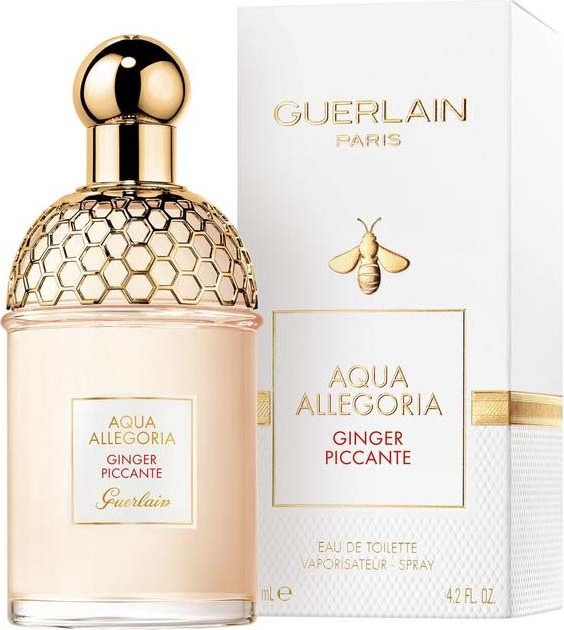 GUERLAIN
PARIS
AQUA
ALLEGORIA
GINGER
PICCANTE
EAU DE TOILETTE
VAPORISATEUR - SPRAY
mL e
4.2 FL. OZ.
AQUA
ALLEGORIA
GINGER
PICCANTE
Guerlain